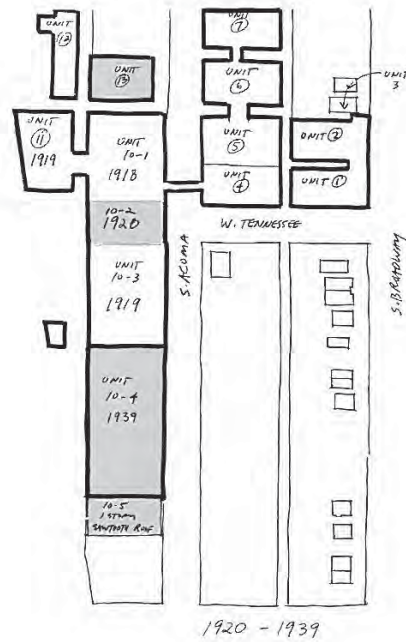 UNIT
⑫
UNIT
⑬
UNIT
⑦
UNIT
⑥
UNIT
3
UNIT
⑪
1919
UNIT
10-1
1918
UNIT
⑤
UNIT ②
④
UNIT ①
10-2
1920
W. TENNESSEE
UNIT
10-3
1919
S. ACOMA
S. BROADWAY
UNIT
10-4
1939
10-5
1 STORY
SAWTOOTH ROOF
1920 - 1939